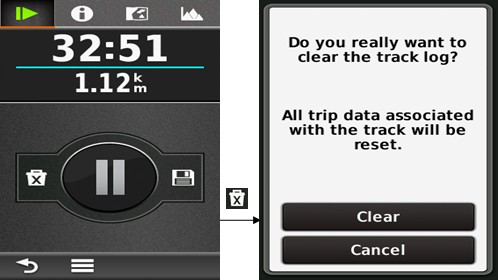 32:51
1.12 k
m
Do you really want to
clear the track log?
All trip data associated
with the track will be
reset.
Clear
Cancel